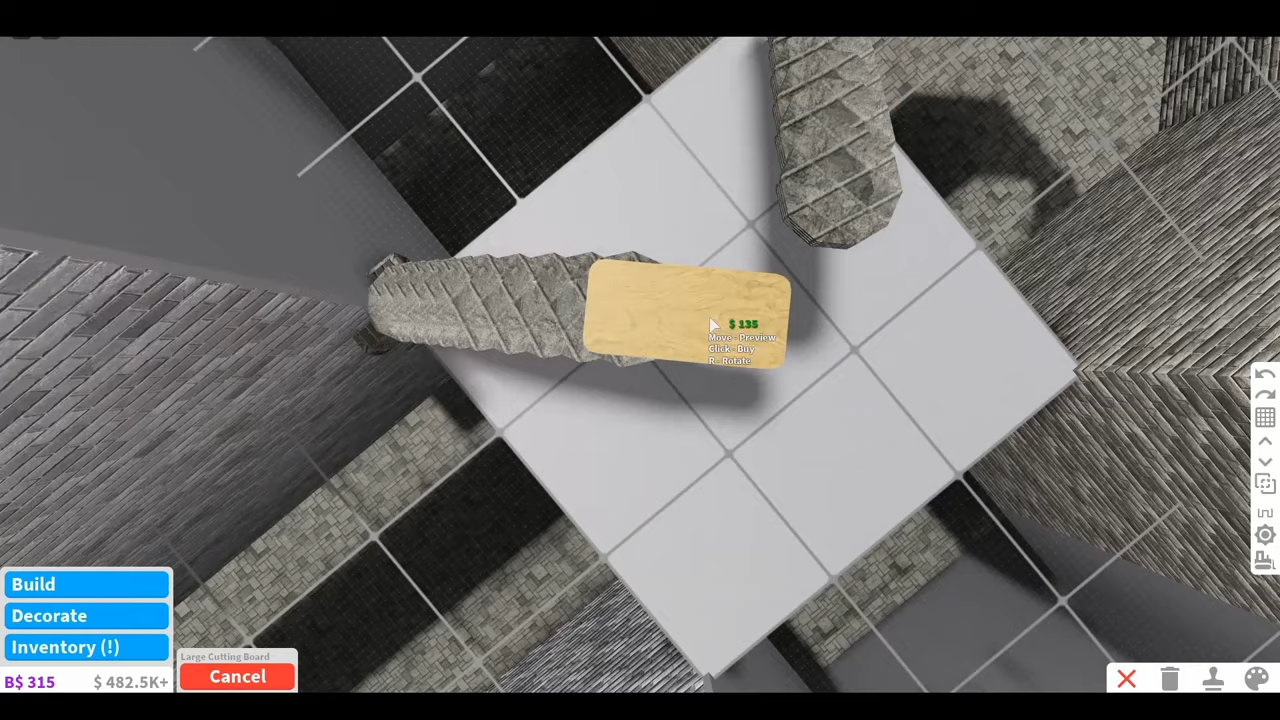 $ 135
Move - Preview
Click - Buy
R - Rotate
Build
Decorate
Inventory (!)
B$ 315
$ 482.5K+
Large Cutting Board
Cancel